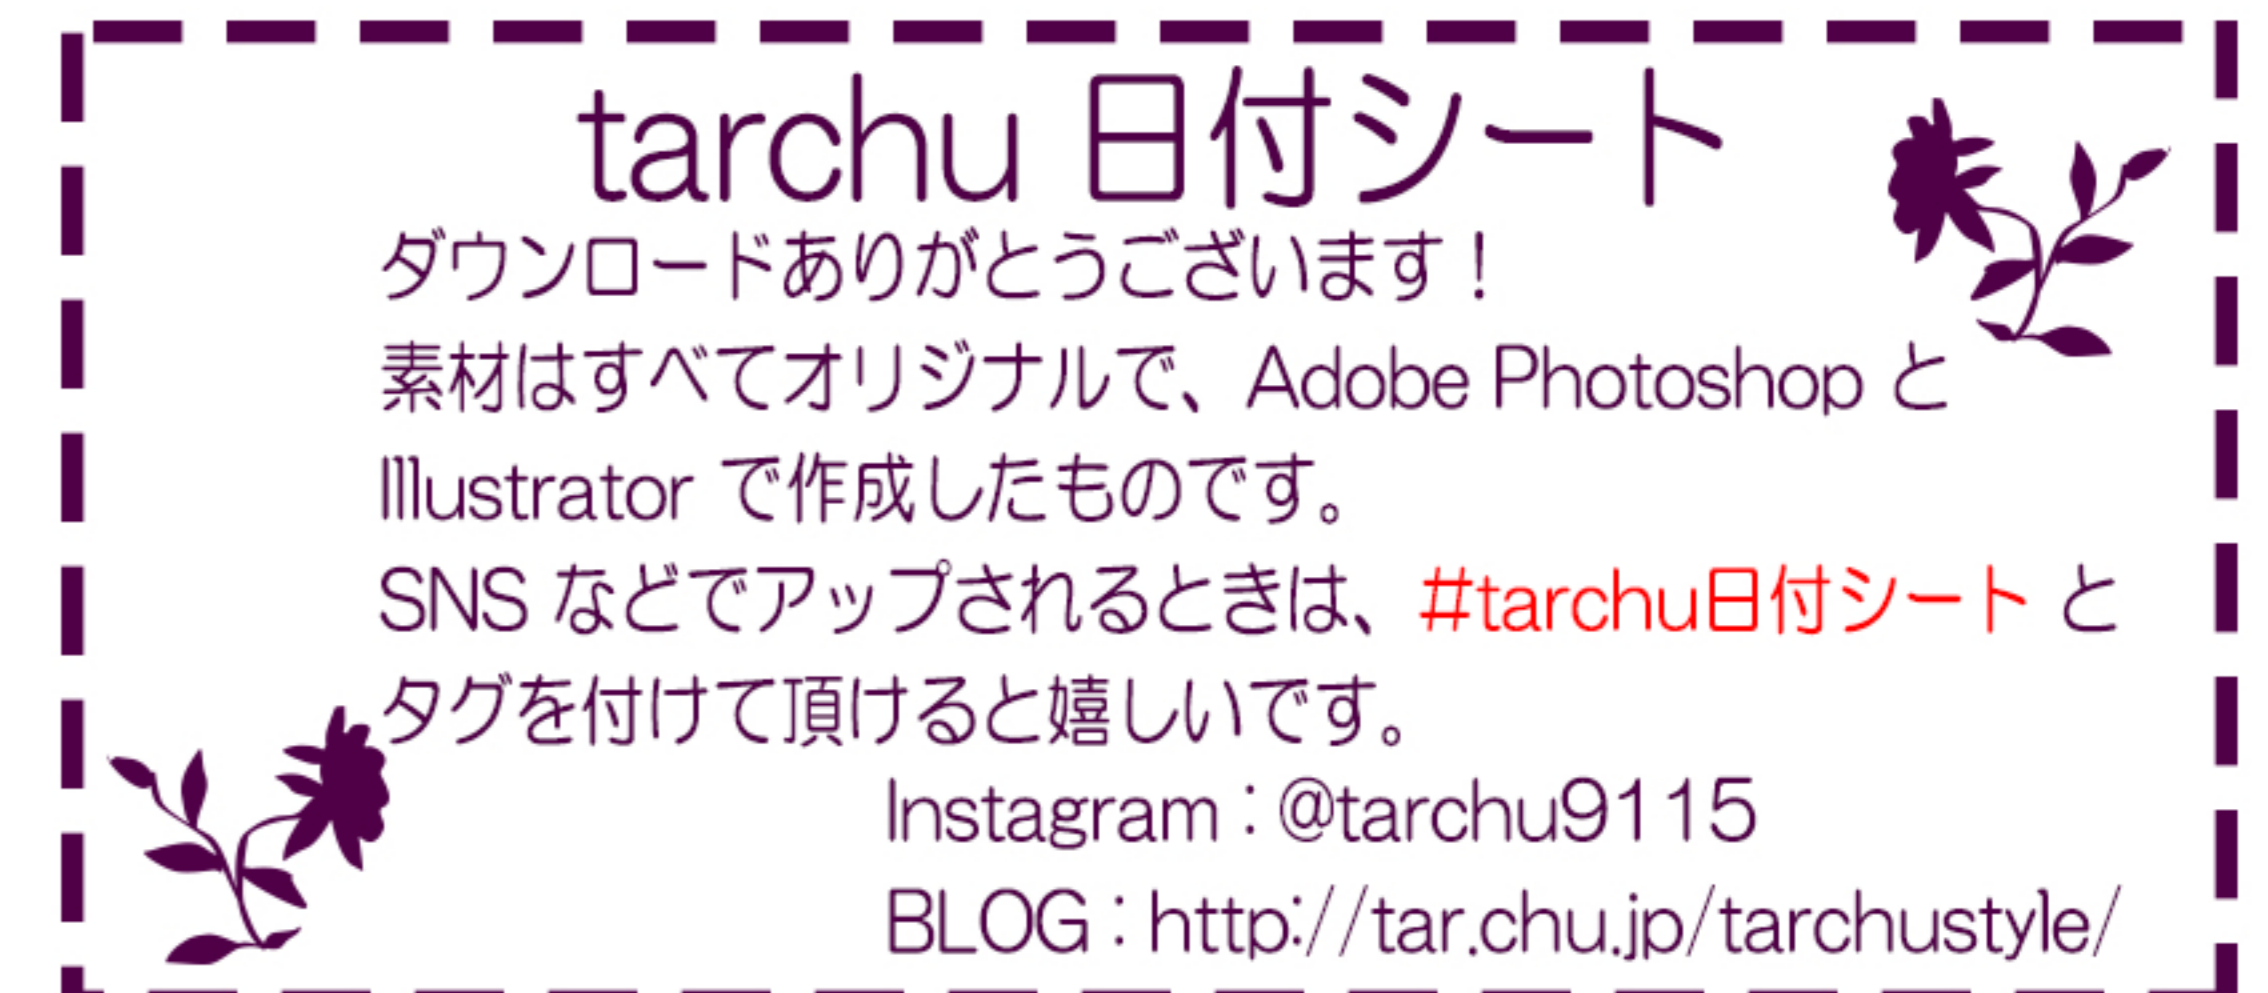 tarchu 日付シート
ダウンロードありがとうございます！
素材はすべてオリジナルで、Adobe Photoshop と
Illustrator で作成したものです。
SNS などでアップされるときは、#tarchu日付シート と
タグを付けて頂けると嬉しいです。
Instagram：@tarchu9115
BLOG：http://tar.chu.jp/tarchustyle/